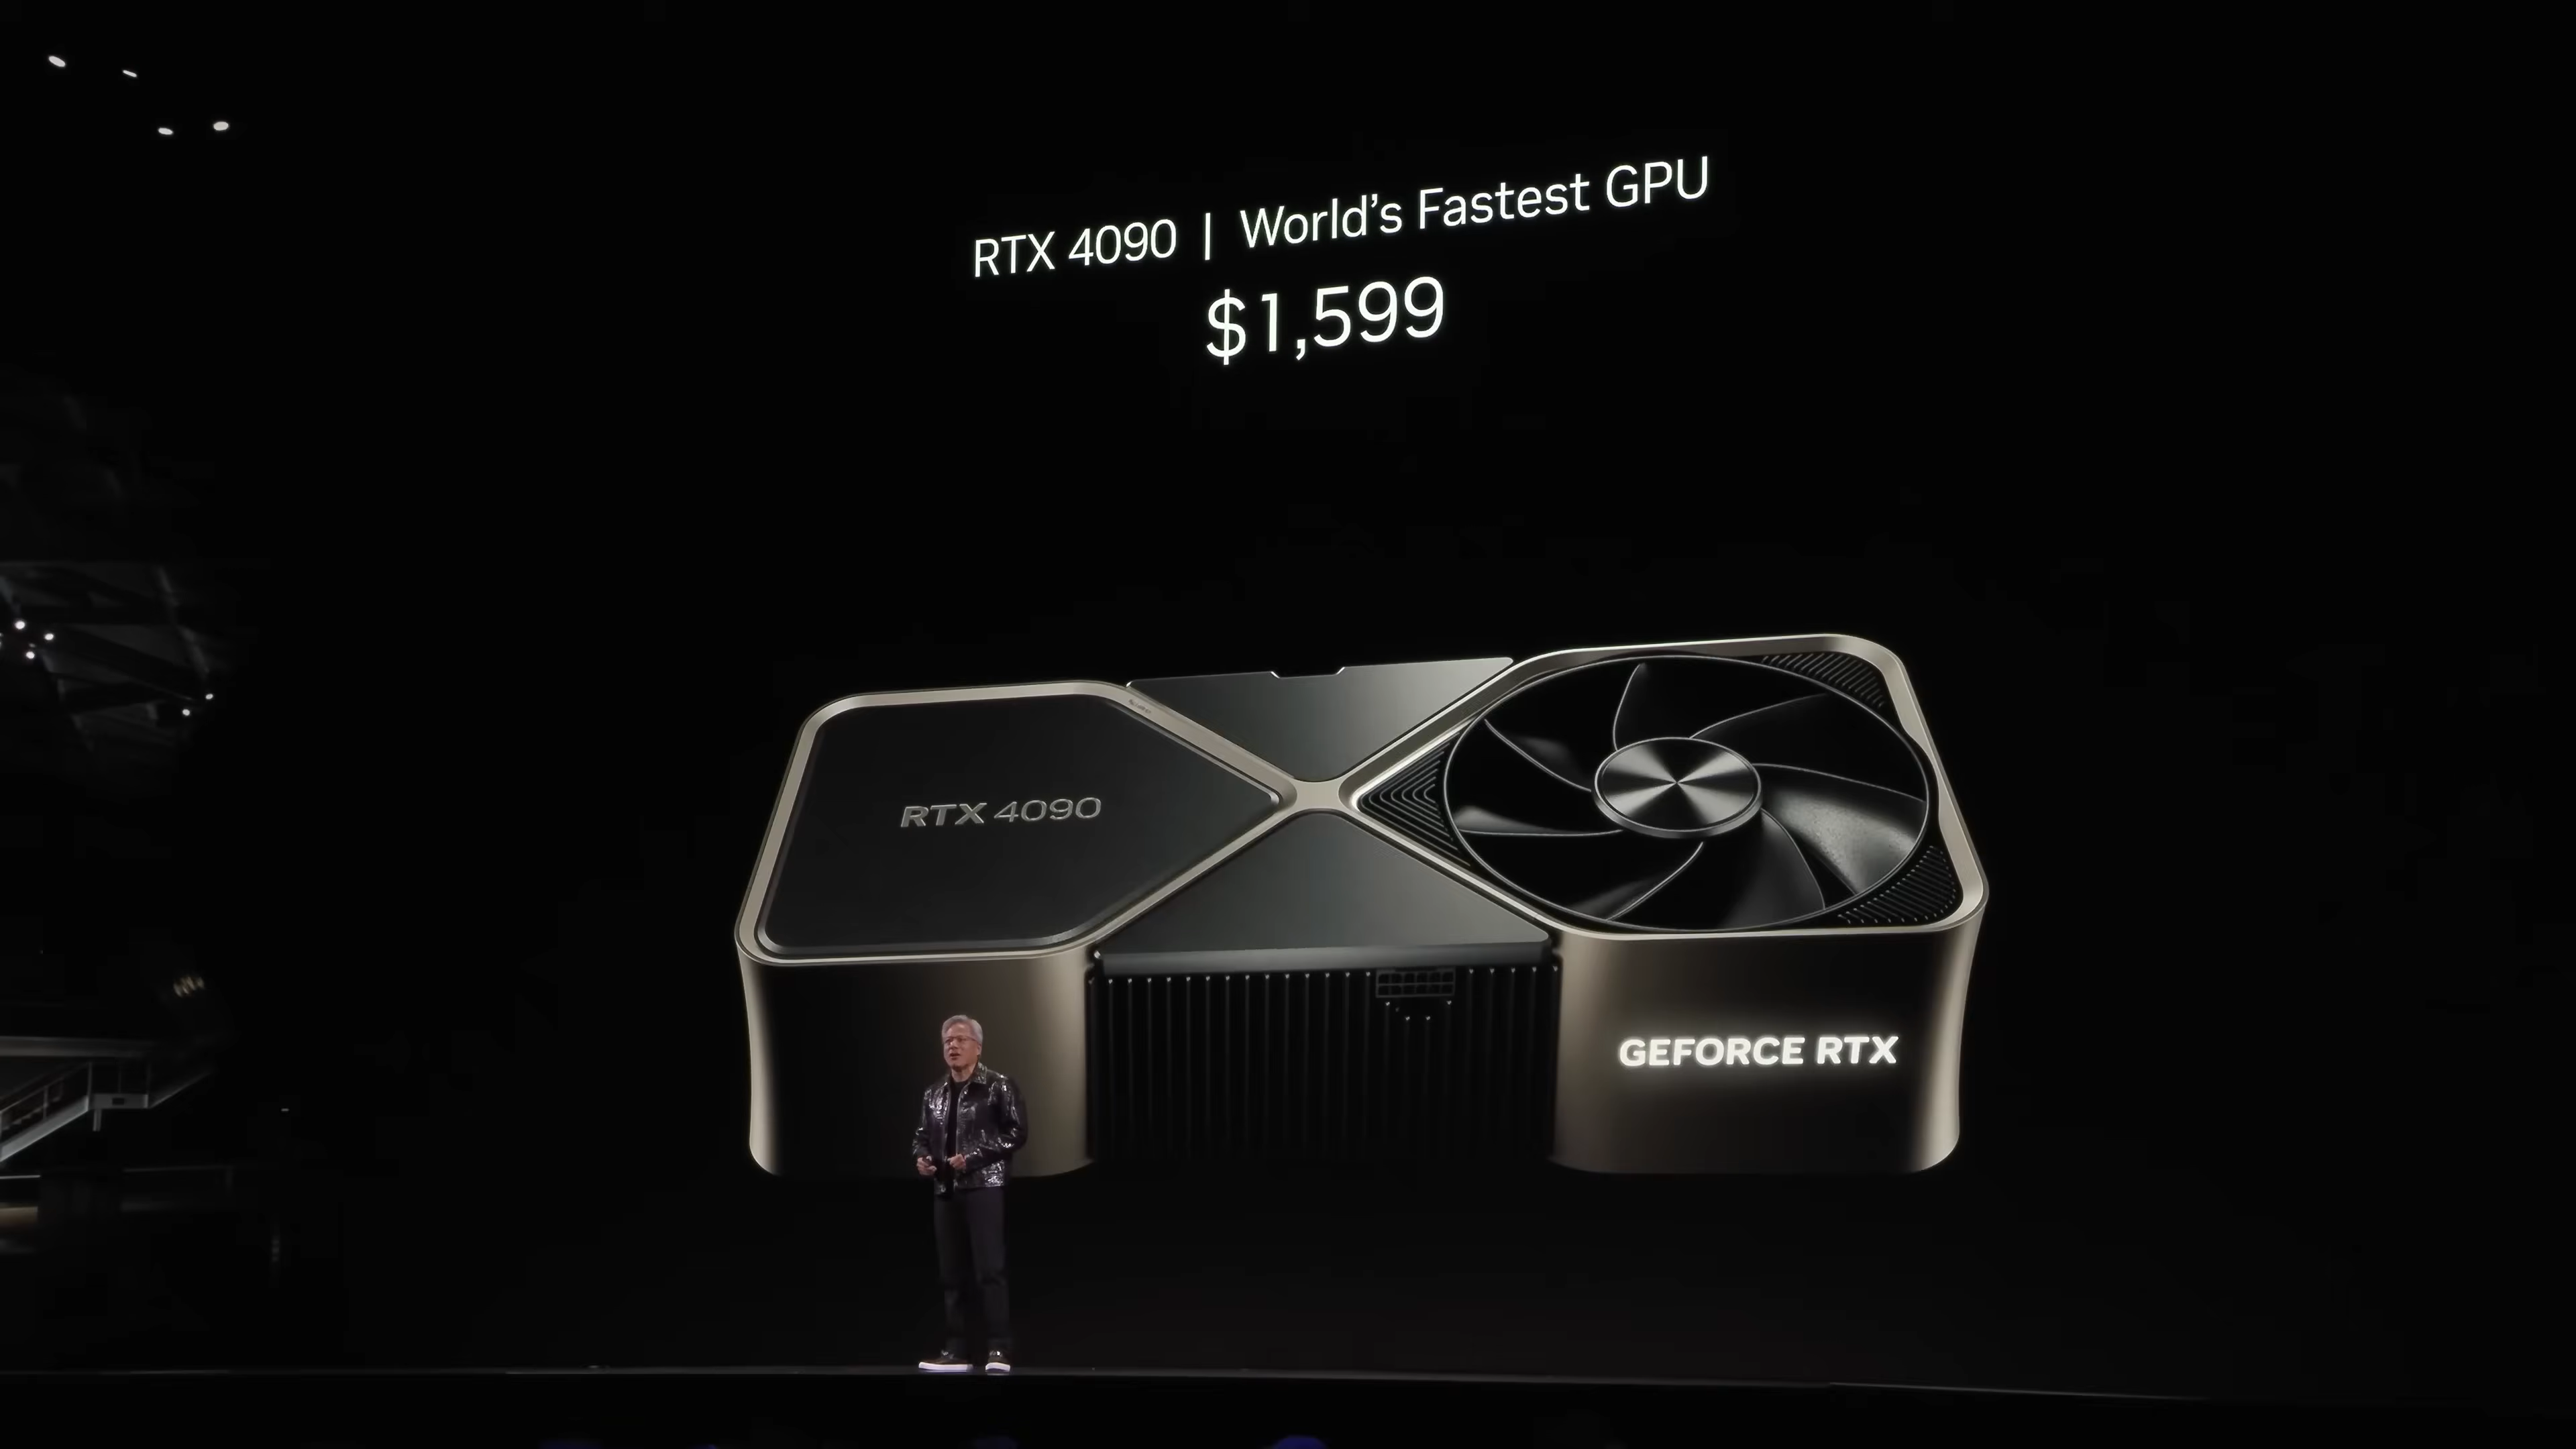 RTX 4090 | World’s Fastest GPU
$1,599
RTX 4090
GEFORCE RTX